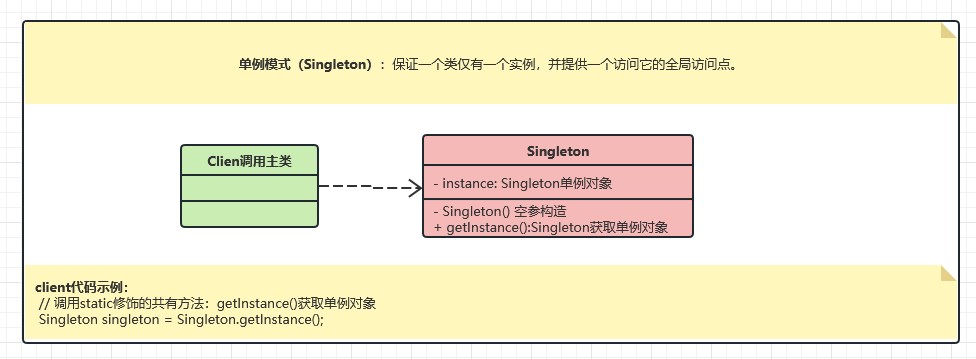 单例模式（Singleton）：保证一个类仅有一个实例，并提供一个访问它的全局访问点。
Clien调用主类
Singleton
- instance: Singleton单例对象
- Singleton() 空参构造
+ getInstance():Singleton获取单例对象
client代码示例：
// 调用static修饰的共有方法：getInstance()获取单例对象
Singleton singleton = Singleton.getInstance();